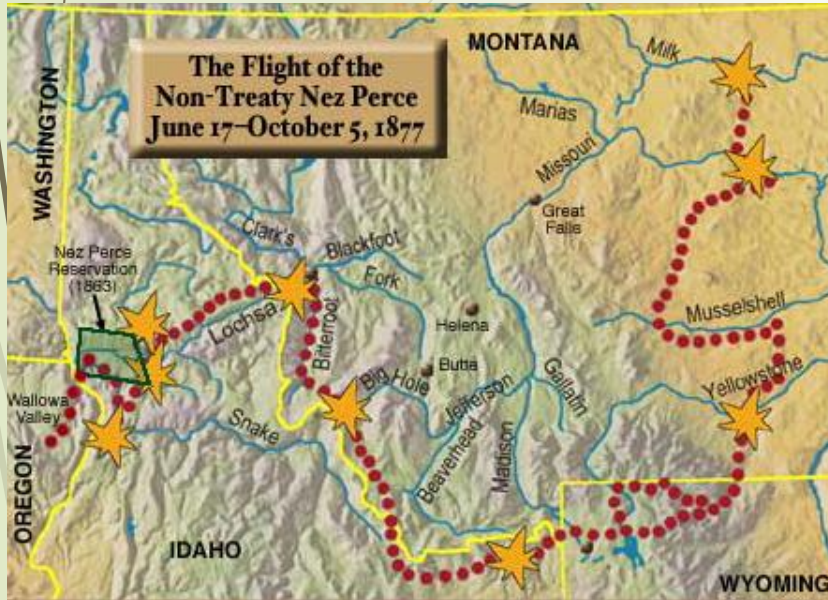 The Flight of the
Non-Treaty Nez Perce
June 17–October 5, 1877
MONTANA
Milk
Marias
Missouri
Great
Falls
WASHINGTON
Nez Perce
Reservation
(1863)
Clark's
Blackfoot
Fork
Lochsa
Bitterroot
Helena
Butte
Musselshell
Big Hole
Jefferson
Gallatin
Yellowstone
Wallowa
Valley
Snake
Beaverhead
Madison
OREGON
IDAHO
WYOMING